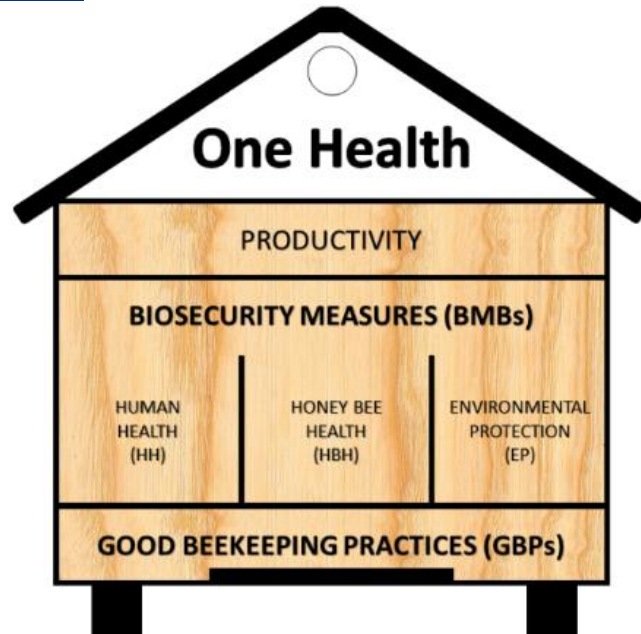 One Health
PRODUCTIVITY
BIOSECURITY MEASURES (BMBs)
HUMAN
HEALTH
(HH)
HONEY BEE
HEALTH
(HBH)
ENVIRONMENTAL
PROTECTION
(EP)
GOOD BEEKEEPING PRACTICES (GBPs)